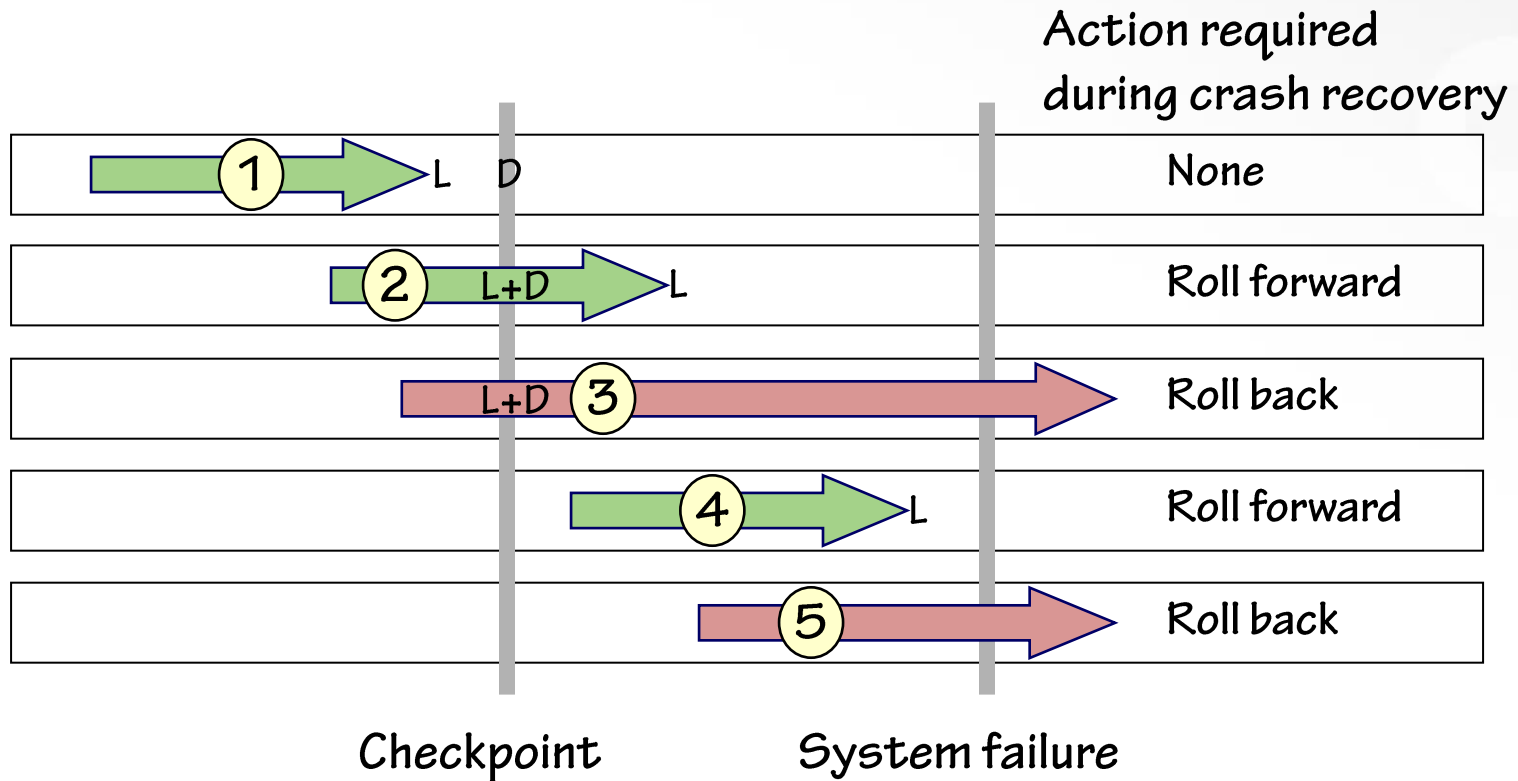 Action required
during crash recovery
1 L D None
2 L+D L Roll forward
L+D 3 Roll back
4 L Roll forward
5 Roll back
Checkpoint System failure